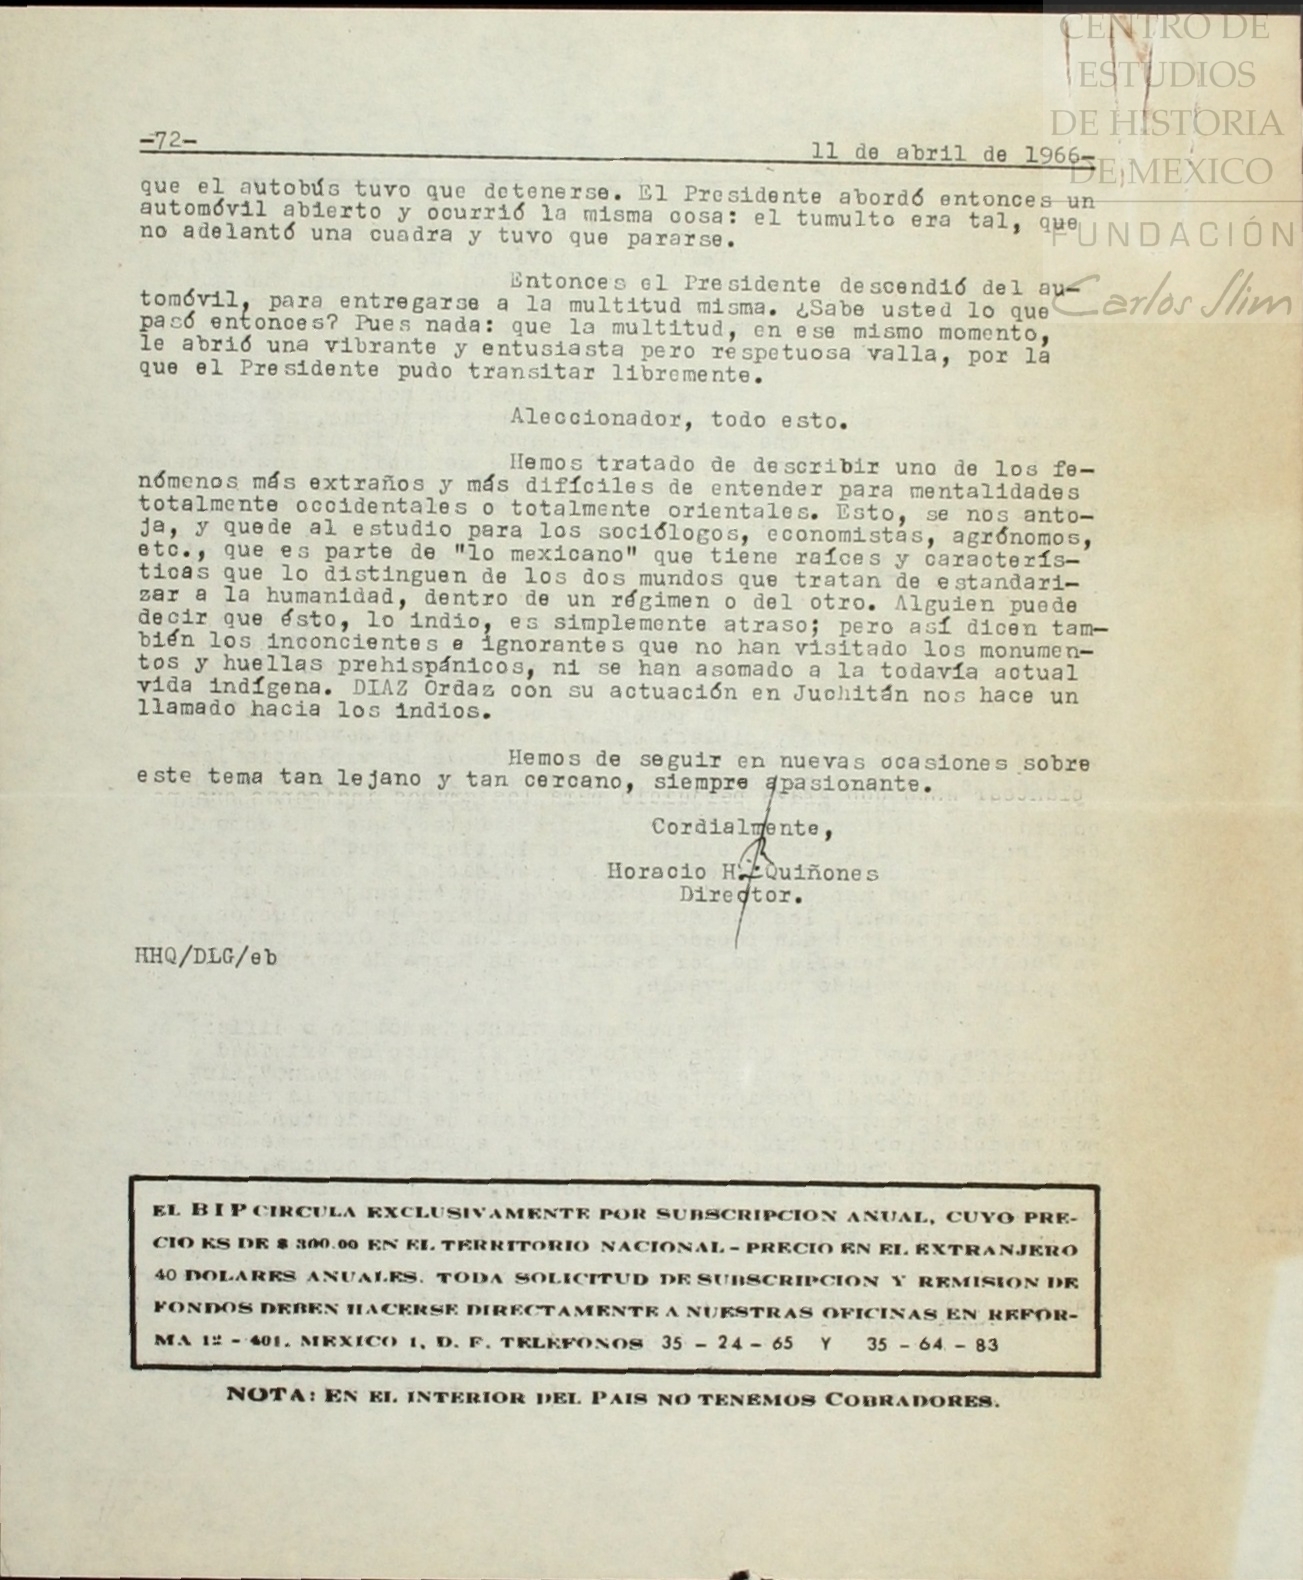 CENTRO DE
ESTUDIOS
DE HISTORIA
DE MEXICO
FUNDACIÓN
Carlos Slim
-72-
11 de abril de 1966-
que el autobús tuvo que detenerse. El Presidente abordó entonces un
automóvil abierto y ocurrió la misma cosa: el tumulto era tal, que
no adelantó una cuadra y tuvo que pararse.
Entonces el Presidente descendió del au-
tomóvil, para entregarse a la multitud misma. ¿Sabe usted lo que
pasó entonces? Pues nada: que la multitud, en ese mismo momento,
le abrió una vibrante y entusiasta pero respetuosa valla, por la
que el Presidente pudo transitar libremente.
Aleccionador, todo esto.
Hemos tratado de describir uno de los fe-
nómenos más extraños y más difíciles de entender para mentalidades
totalmente occidentales o totalmente orientales. Esto, se nos anto-
ja, y quede al estudio para los sociólogos, economistas, agrónomos,
etc., que es parte de "lo mexicano" que tiene raíces y caracterís-
ticas que lo distinguen de los dos mundos que tratan de estandari-
zar a la humanidad, dentro de un régimen o del otro. Alguien puede
decir que ésto, lo indio, es simplemente atraso; pero así dicen tam-
bién los inconcientes e ignorantes que no han visitado los monumen-
tos y huellas prehispánicos, ni se han asomado a la todavía actual
vida indígena. DIAZ Ordaz con su actuación en Juchitán nos hace un
llamado hacia los indios.
Hemos de seguir en nuevas ocasiones sobre
este tema tan lejano y tan cercano, siempre apasionante.
Cordialmente,
Horacio H. Quiñones
Director.
HHQ/DLG/eb
EL BIP CIRCULA EXCLUSIVAMENTE POR SUBSCRIPCION ANUAL, CUYO PRE-
CIO ES DE $ 300.00 EN EL TERRITORIO NACIONAL - PRECIO EN EL EXTRANJERO
40 DOLARES ANUALES. TODA SOLICITUD DE SUBSCRIPCION Y REMISION DE
FONDOS DEBEN HACERSE DIRECTAMENTE A NUESTRAS OFICINAS EN REFOR-
MA 12 - 401. MEXICO 1, D. F. TELEFONOS 35 - 24 - 65 Y 35 - 64 - 83
NOTA: EN EL INTERIOR DEL PAIS NO TENEMOS COBRADORES.